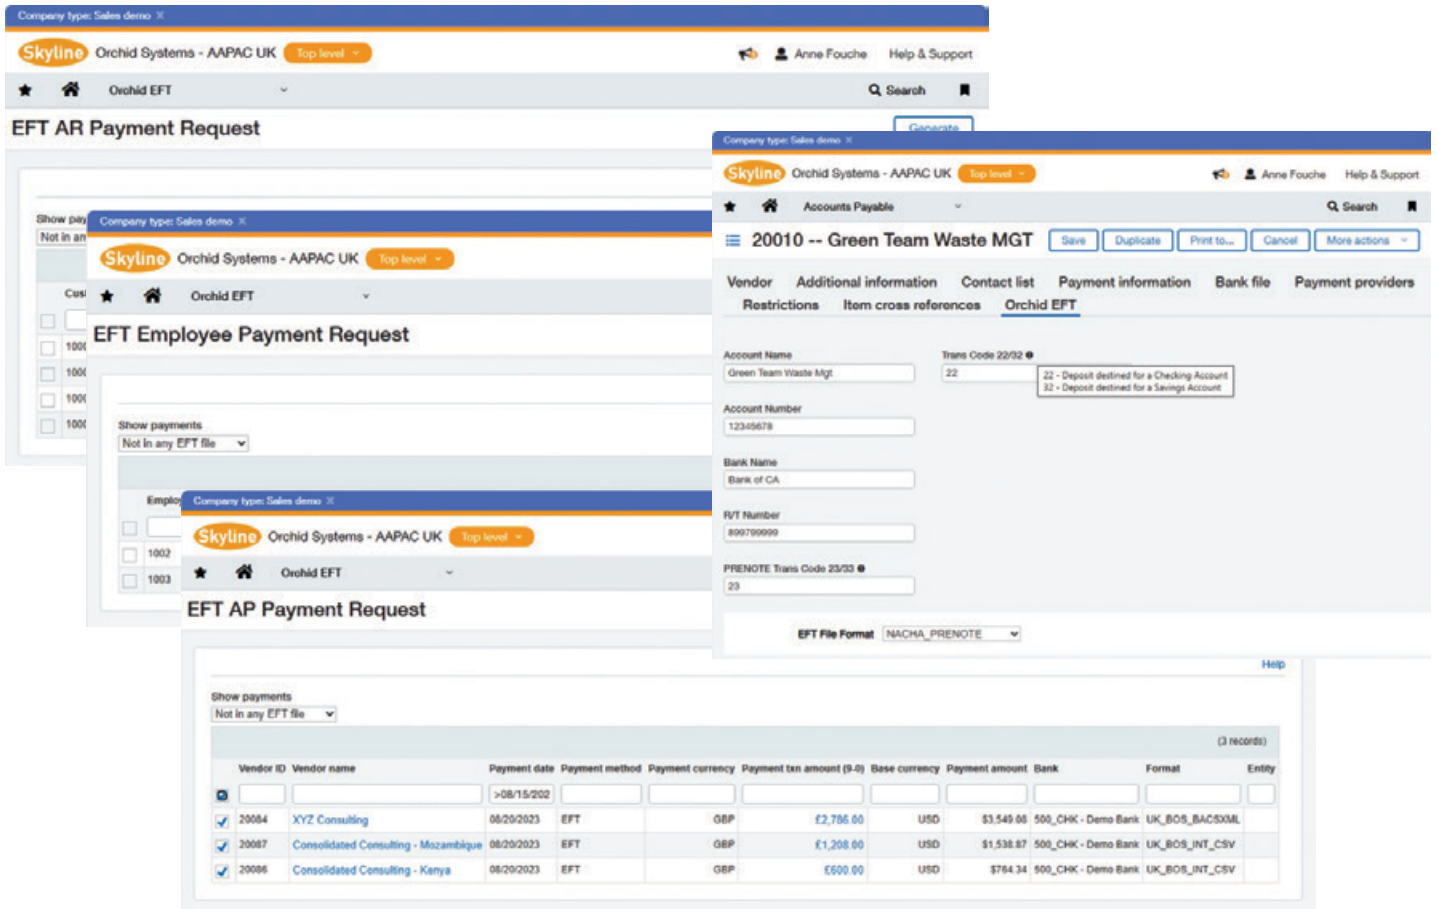 Company type: Sales demo X
Skyline Orchid Systems - AAPAC UK Top level
Anne Fouche Help & Support
Orchid EFT
Search
EFT AR Payment Request
Generate
Show pay
Not in an
Cus
1000
1000
1000
1000
Company type: Sales demo X
Skyline Orchid Systems - AAPAC UK Top level
Orchid EFT
EFT Employee Payment Request
Show payments
Not in any EFT file
Employ
1002
1003
Company type: Sales demo X
Skyline Orchid Systems - AAPAC UK Top level
Anne Fouche Help & Support
Accounts Payable
Search
20010 -- Green Team Waste MGT Save Duplicate Print to... Cancel More actions
Vendor Additional information Contact list Payment information Bank file Payment providers
Restrictions Item cross references Orchid EFT
Account Name Trans Code 22/32
Green Team Waste Mgt 22
22 - Deposit destined for a Checking Account
32 - Deposit destined for a Savings Account
Account Number
12345678
Bank Name
Bank of CA
R/T Number
899799999
PRENOTE Trans Code 23/33
23
EFT File Format NACHA_PRENOTE
Company type: Sales demo X
Skyline Orchid Systems - AAPAC UK Top level
Orchid EFT
EFT AP Payment Request
Help
Show payments
Not in any EFT file
(3 records)
Vendor ID Vendor name Payment date Payment method Payment currency Payment txn amount (9-0) Base currency Payment amount Bank Format Entity
>08/15/202
20084 XYZ Consulting 08/20/2023 EFT GBP £2,786.00 USD $3,549.08 500_CHK - Demo Bank UK_BOS_BACSXML
20087 Consolidated Consulting - Mozambique 08/20/2023 EFT GBP £1,208.00 USD $1,538.87 500_CHK - Demo Bank UK_BOS_INT_CSV
20086 Consolidated Consulting - Kenya 08/20/2023 EFT GBP £600.00 USD $764.34 500_CHK - Demo Bank UK_BOS_INT_CSV